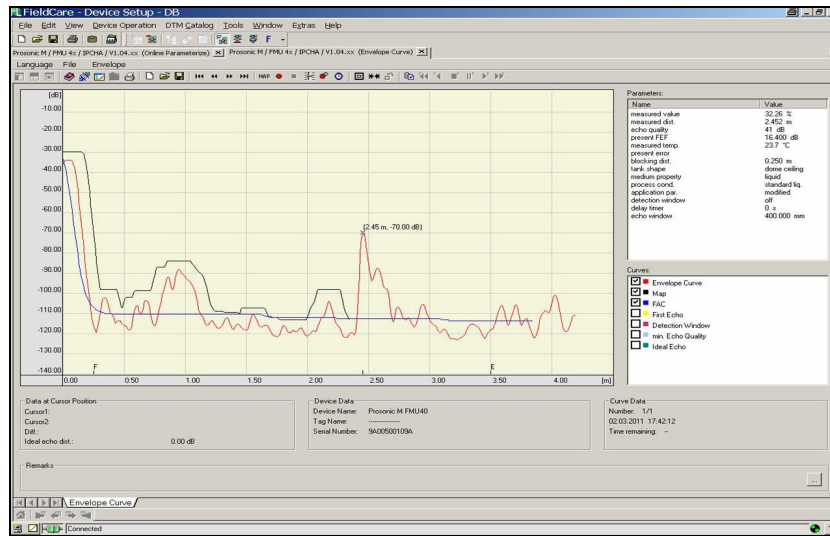 FieldCare - Device Setup - DB
File Edit View Device Operation DTM Catalog Tools Window Extras Help
Prosonic M / FMU 4x / IPCHA / V1.04.xx (Online Parameterize) Prosonic M / FMU 4x / IPCHA / V1.04.xx (Envelope Curve)
Language File Envelope
MAP
[dB]
-10.00
-20.00
-30.00
-40.00
-50.00
-60.00
-70.00
-80.00
-90.00
-100.00
-110.00
-120.00
-130.00
-140.00
(2.45 m, -70.00 dB)
F E
0.00 0.50 1.00 1.50 2.00 2.50 3.00 3.50 4.00 [m]
Parameters:
Name Value
measured value 32.26 %
measured dist. 2.452 m
echo quality 41 dB
present FEF 16.400 dB
measured temp. 23.7 °C
present error
blocking dist. 0.250 m
tank shape dome ceiling
medium property liquid
process cond. standard liq.
application par. modified
detection window off
delay timer 0 s
echo window 400.000 mm
Curves:
Envelope Curve
Map
FAC
First Echo
Detection Window
min. Echo Quality
Ideal Echo
Data at Cursor Position
Cursor1:
Cursor2:
Diff.:
Ideal echo dist.: 0.00 dB
Device Data
Device Name: Prosonic M FMU40
Tag Name: --------------
Serial Number: 9A00500109A
Curve Data
Number: 1/1
02.03.2011 17:42:12
Time remaining: --
Remarks
...
Envelope Curve
Connected